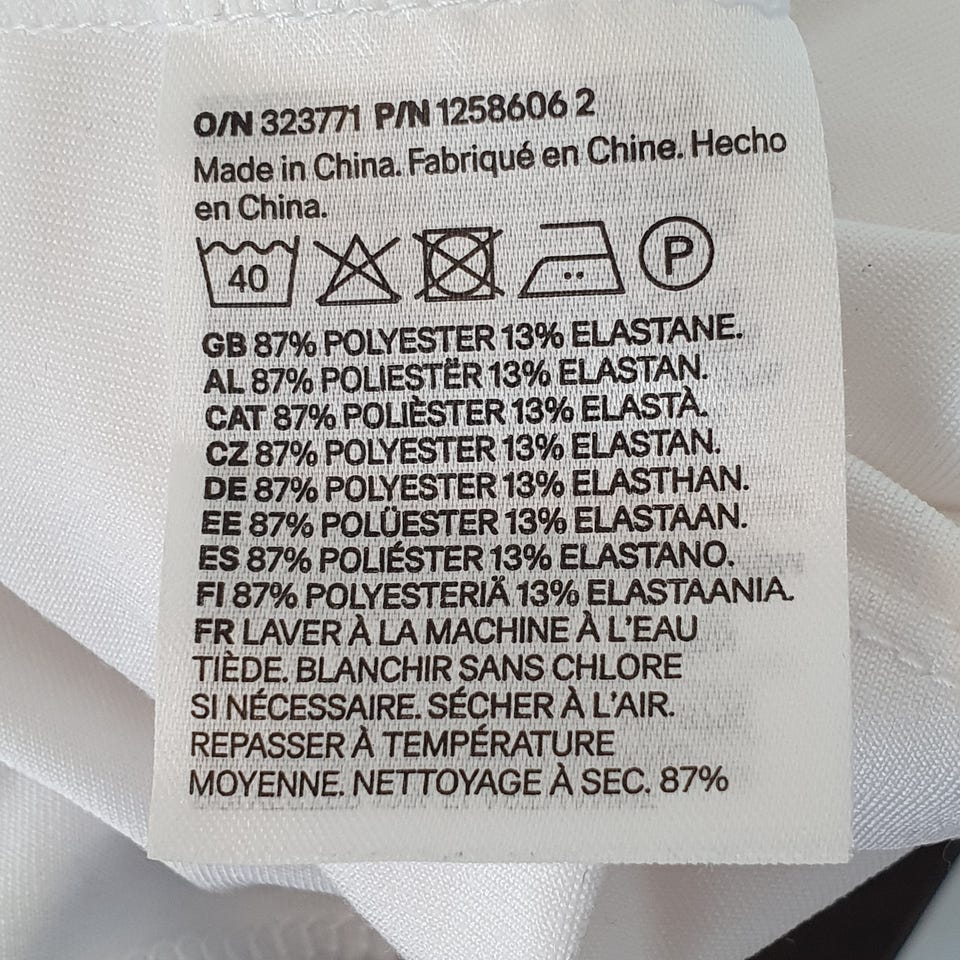 O/N 323771 P/N 1258606 2
Made in China. Fabriqué en Chine. Hecho
en China.
40 P
GB 87% POLYESTER 13% ELASTANE.
AL 87% POLIESTËR 13% ELASTAN.
CAT 87% POLIÈSTER 13% ELASTÀ.
CZ 87% POLYESTER 13% ELASTAN.
DE 87% POLYESTER 13% ELASTHAN.
EE 87% POLÜESTER 13% ELASTAAN.
ES 87% POLIÉSTER 13% ELASTANO.
FI 87% POLYESTERIÄ 13% ELASTAANIA.
FR LAVER À LA MACHINE À L'EAU
TIÈDE. BLANCHIR SANS CHLORE
SI NÉCESSAIRE. SÉCHER À L'AIR.
REPASSER À TEMPÉRATURE
MOYENNE. NETTOYAGE À SEC. 87%